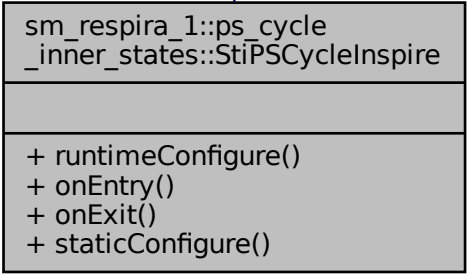 sm_respira_1::ps_cycle
_inner_states::StiPSCycleInspire
+ runtimeConfigure()
+ onEntry()
+ onExit()
+ staticConfigure()